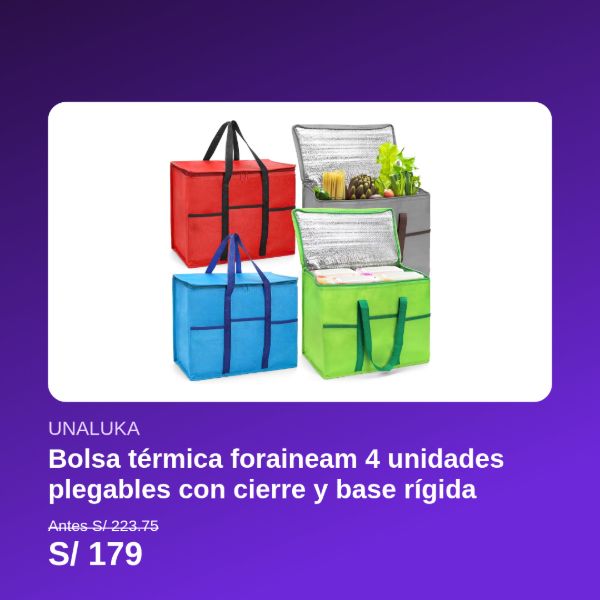 UNALUKA
Bolsa térmica foraineam 4 unidades
plegables con cierre y base rígida
Antes S/ 223.75
S/ 179